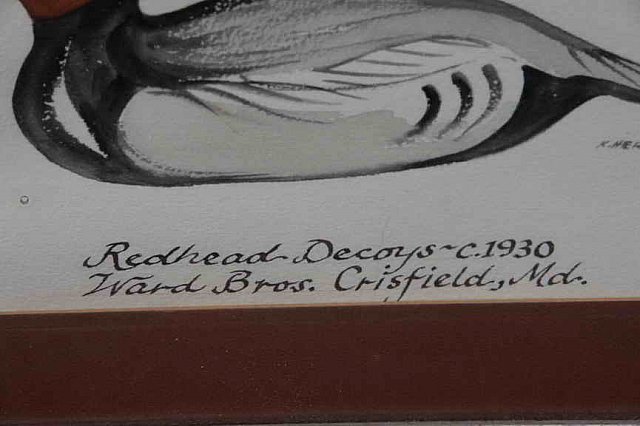 Redhead Decoys ~ c.1930
Ward Bros. Crisfield, Md.